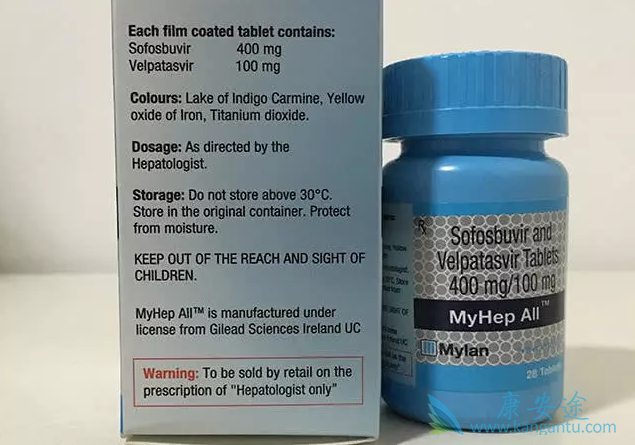 Each film coated tablet contains:
Sofosbuvir 400 mg
Velpatasvir 100 mg
Colours: Lake of Indigo Carmine, Yellow
oxide of Iron, Titanium dioxide.
Dosage: As directed by the
Hepatologist.
Storage: Do not store above 30°C.
Store in the original container. Protect
from moisture.
KEEP OUT OF THE REACH AND SIGHT OF
CHILDREN.
MyHep All™ is manufactured under
license from Gilead Sciences Ireland UC
Warning: To be sold by retail on the
prescription of "Hepatologist only"
℞
Sofosbuvir and
Velpatasvir Tablets
400 mg/100 mg
MyHep All™
Mylan
28 Tablets
康安途
www.kangantu.com